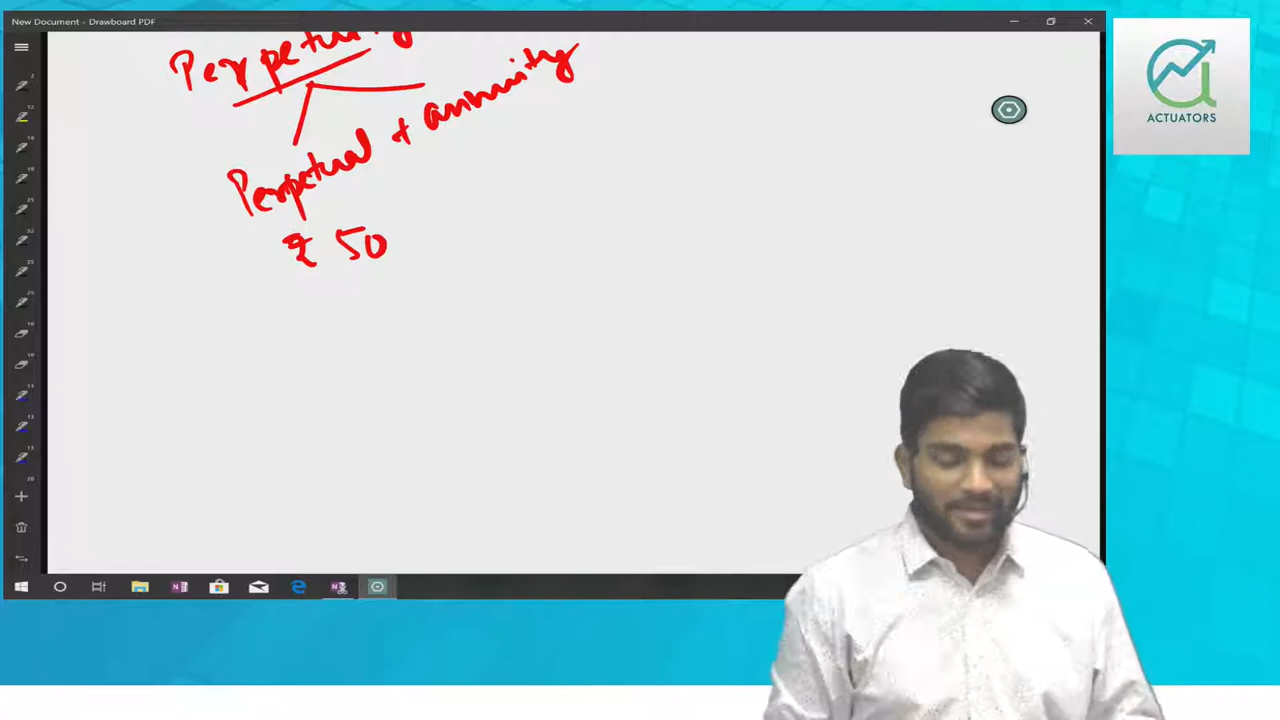 New Document - Drawboard PDF
ACTUATORS
Perpetuity
Perpetual + annuity
₹ 50